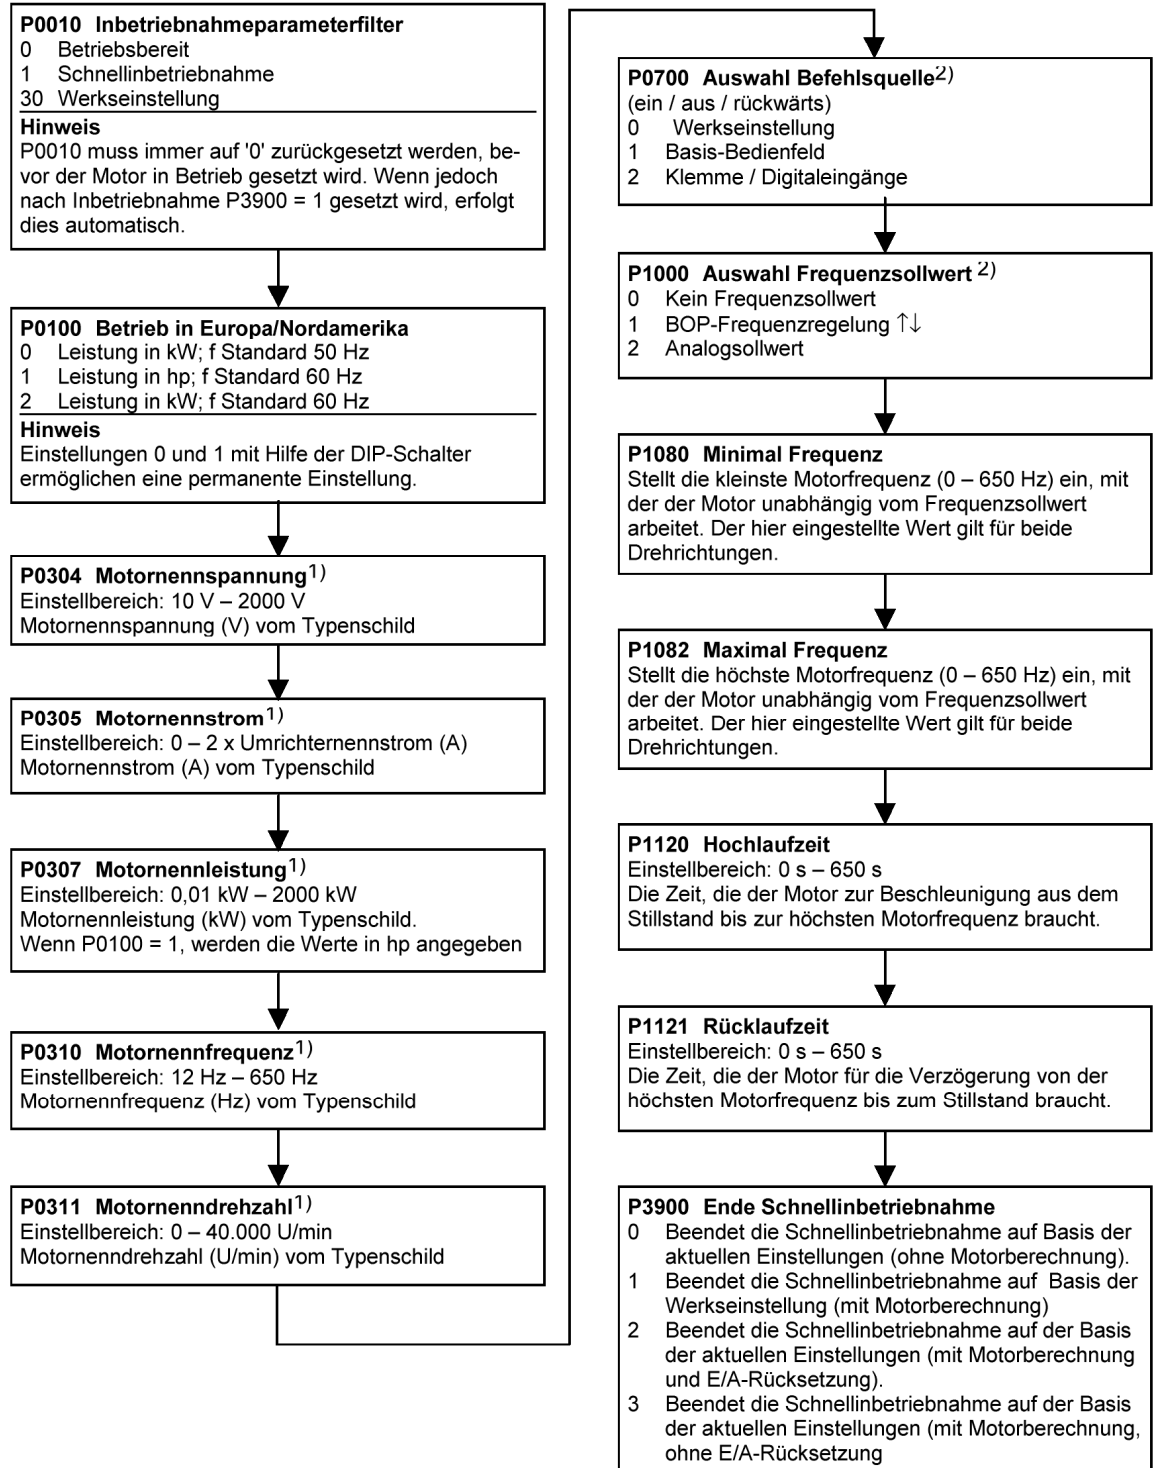 P0010 Inbetriebnahmeparameterfilter
0 Betriebsbereit
1 Schnellinbetriebnahme
30 Werkseinstellung
Hinweis
P0010 muss immer auf '0' zurückgesetzt werden, be-
vor der Motor in Betrieb gesetzt wird. Wenn jedoch
nach Inbetriebnahme P3900 = 1 gesetzt wird, erfolgt
dies automatisch.
P0100 Betrieb in Europa/Nordamerika
0 Leistung in kW; f Standard 50 Hz
1 Leistung in hp; f Standard 60 Hz
2 Leistung in kW; f Standard 60 Hz
Hinweis
Einstellungen 0 und 1 mit Hilfe der DIP-Schalter
ermöglichen eine permanente Einstellung.
P0304 Motornennspannung1)
Einstellbereich: 10 V – 2000 V
Motornennspannung (V) vom Typenschild
P0305 Motornennstrom1)
Einstellbereich: 0 – 2 x Umrichternennstrom (A)
Motornennstrom (A) vom Typenschild
P0307 Motornennleistung1)
Einstellbereich: 0,01 kW – 2000 kW
Motornennleistung (kW) vom Typenschild.
Wenn P0100 = 1, werden die Werte in hp angegeben
P0310 Motornennfrequenz1)
Einstellbereich: 12 Hz – 650 Hz
Motornennfrequenz (Hz) vom Typenschild
P0311 Motornenndrehzahl1)
Einstellbereich: 0 – 40.000 U/min
Motornenndrehzahl (U/min) vom Typenschild
P0700 Auswahl Befehlsquelle2)
(ein / aus / rückwärts)
0 Werkseinstellung
1 Basis-Bedienfeld
2 Klemme / Digitaleingänge
P1000 Auswahl Frequenzsollwert 2)
0 Kein Frequenzsollwert
1 BOP-Frequenzregelung ↑↓
2 Analogsollwert
P1080 Minimal Frequenz
Stellt die kleinste Motorfrequenz (0 – 650 Hz) ein, mit
der der Motor unabhängig vom Frequenzsollwert
arbeitet. Der hier eingestellte Wert gilt für beide
Drehrichtungen.
P1082 Maximal Frequenz
Stellt die höchste Motorfrequenz (0 – 650 Hz) ein, mit
der der Motor unabhängig vom Frequenzsollwert
arbeitet. Der hier eingestellte Wert gilt für beide
Drehrichtungen.
P1120 Hochlaufzeit
Einstellbereich: 0 s – 650 s
Die Zeit, die der Motor zur Beschleunigung aus dem
Stillstand bis zur höchsten Motorfrequenz braucht.
P1121 Rücklaufzeit
Einstellbereich: 0 s – 650 s
Die Zeit, die der Motor für die Verzögerung von der
höchsten Motorfrequenz bis zum Stillstand braucht.
P3900 Ende Schnellinbetriebnahme
0 Beendet die Schnellinbetriebnahme auf Basis der
aktuellen Einstellungen (ohne Motorberechnung).
1 Beendet die Schnellinbetriebnahme auf Basis der
Werkseinstellung (mit Motorberechnung)
2 Beendet die Schnellinbetriebnahme auf der Basis
der aktuellen Einstellungen (mit Motorberechnung
und E/A-Rücksetzung).
3 Beendet die Schnellinbetriebnahme auf der Basis
der aktuellen Einstellungen (mit Motorberechnung,
ohne E/A-Rücksetzung